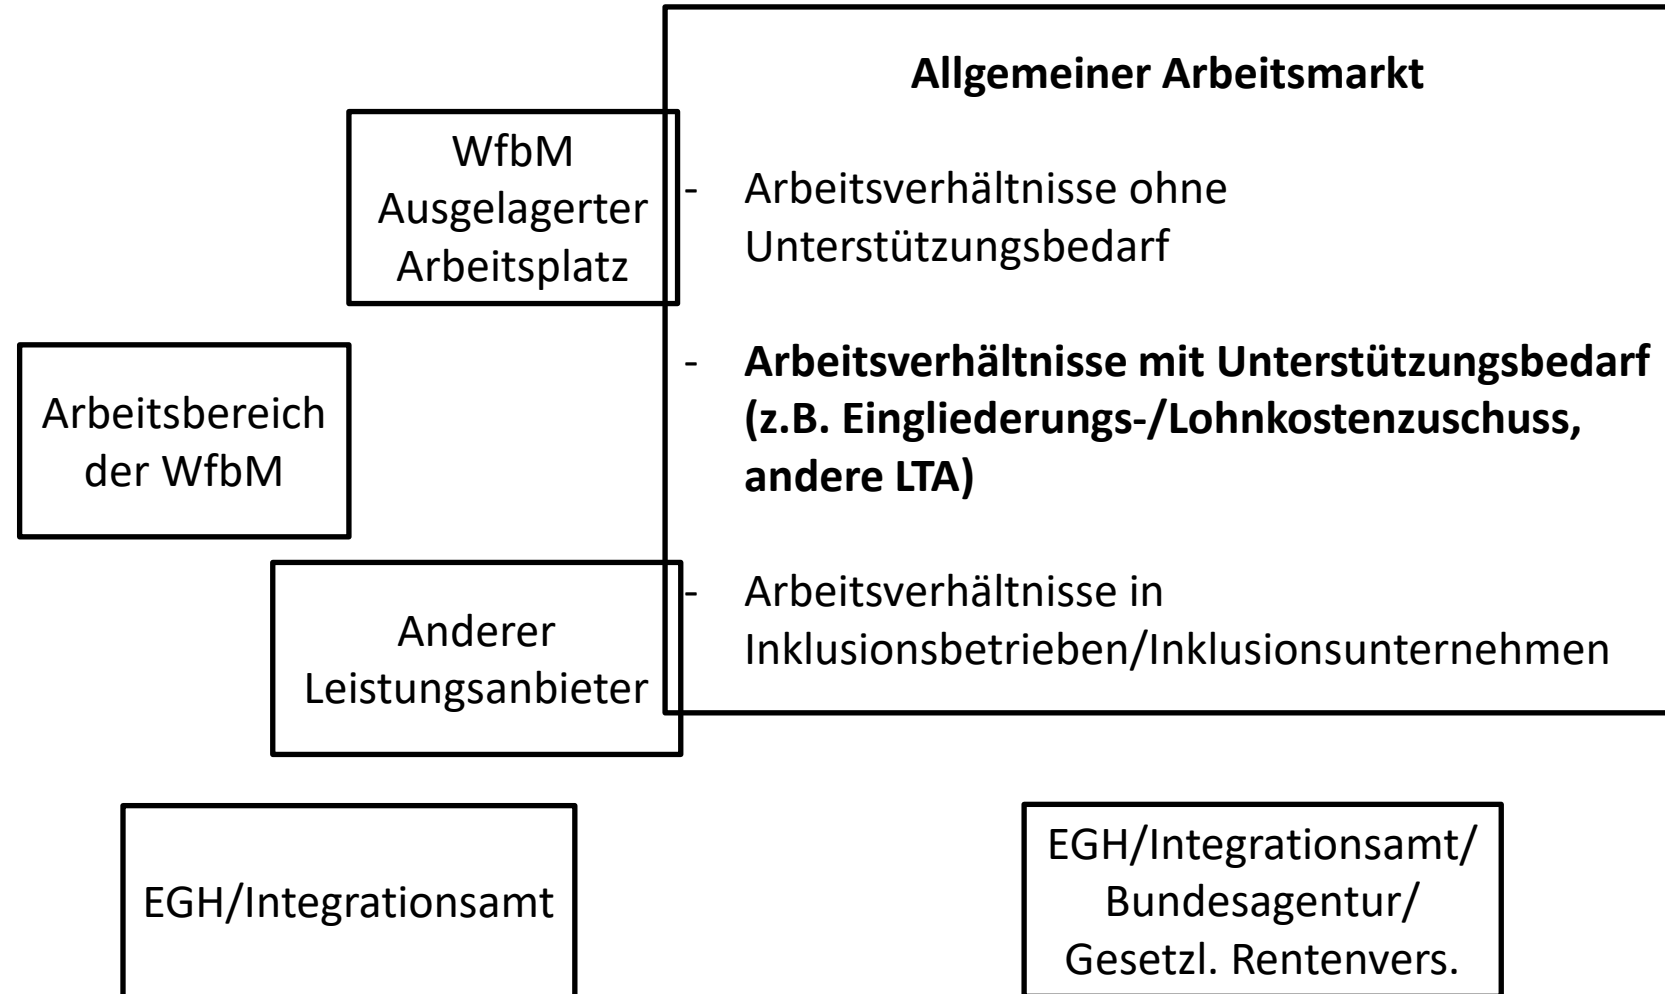 Allgemeiner Arbeitsmarkt
WfbM
Ausgelagerter
Arbeitsplatz
- Arbeitsverhältnisse ohne
Unterstützungsbedarf
Arbeitsbereich
der WfbM
- Arbeitsverhältnisse mit Unterstützungsbedarf
(z.B. Eingliederungs-/Lohnkostenzuschuss,
andere LTA)
Anderer
Leistungsanbieter
- Arbeitsverhältnisse in
Inklusionsbetrieben/Inklusionsunternehmen
EGH/Integrationsamt
EGH/Integrationsamt/
Bundesagentur/
Gesetzl. Rentenvers.